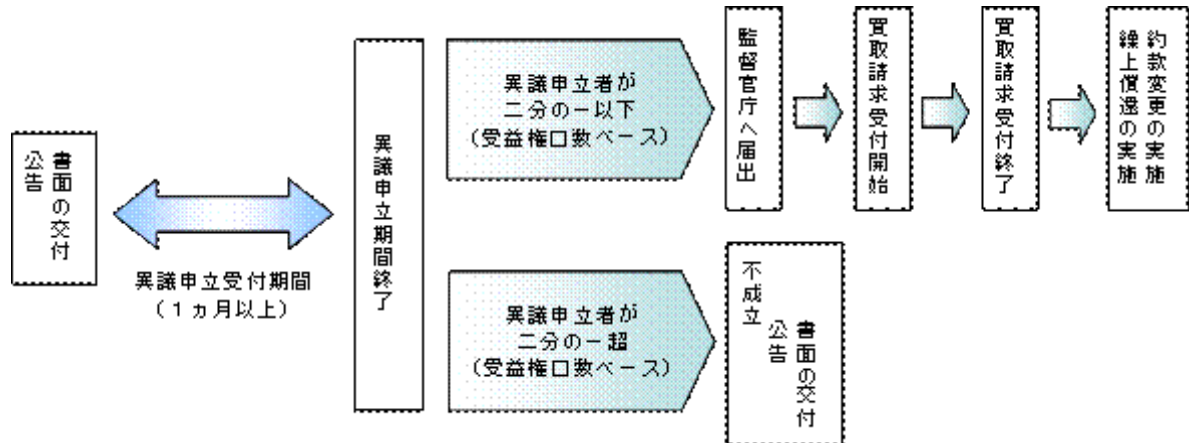 書面の交付
公告
異議申立受付期間
（１ヵ月以上）
異議申立期間終了
異議申立者が
二分の一以下
（受益権口数ベース）
監督官庁へ届出
買取請求受付開始
買取請求受付終了
約款変更の実施
繰上償還の実施
異議申立者が
二分の一超
（受益権口数ベース）
不成立
書面の交付
公告